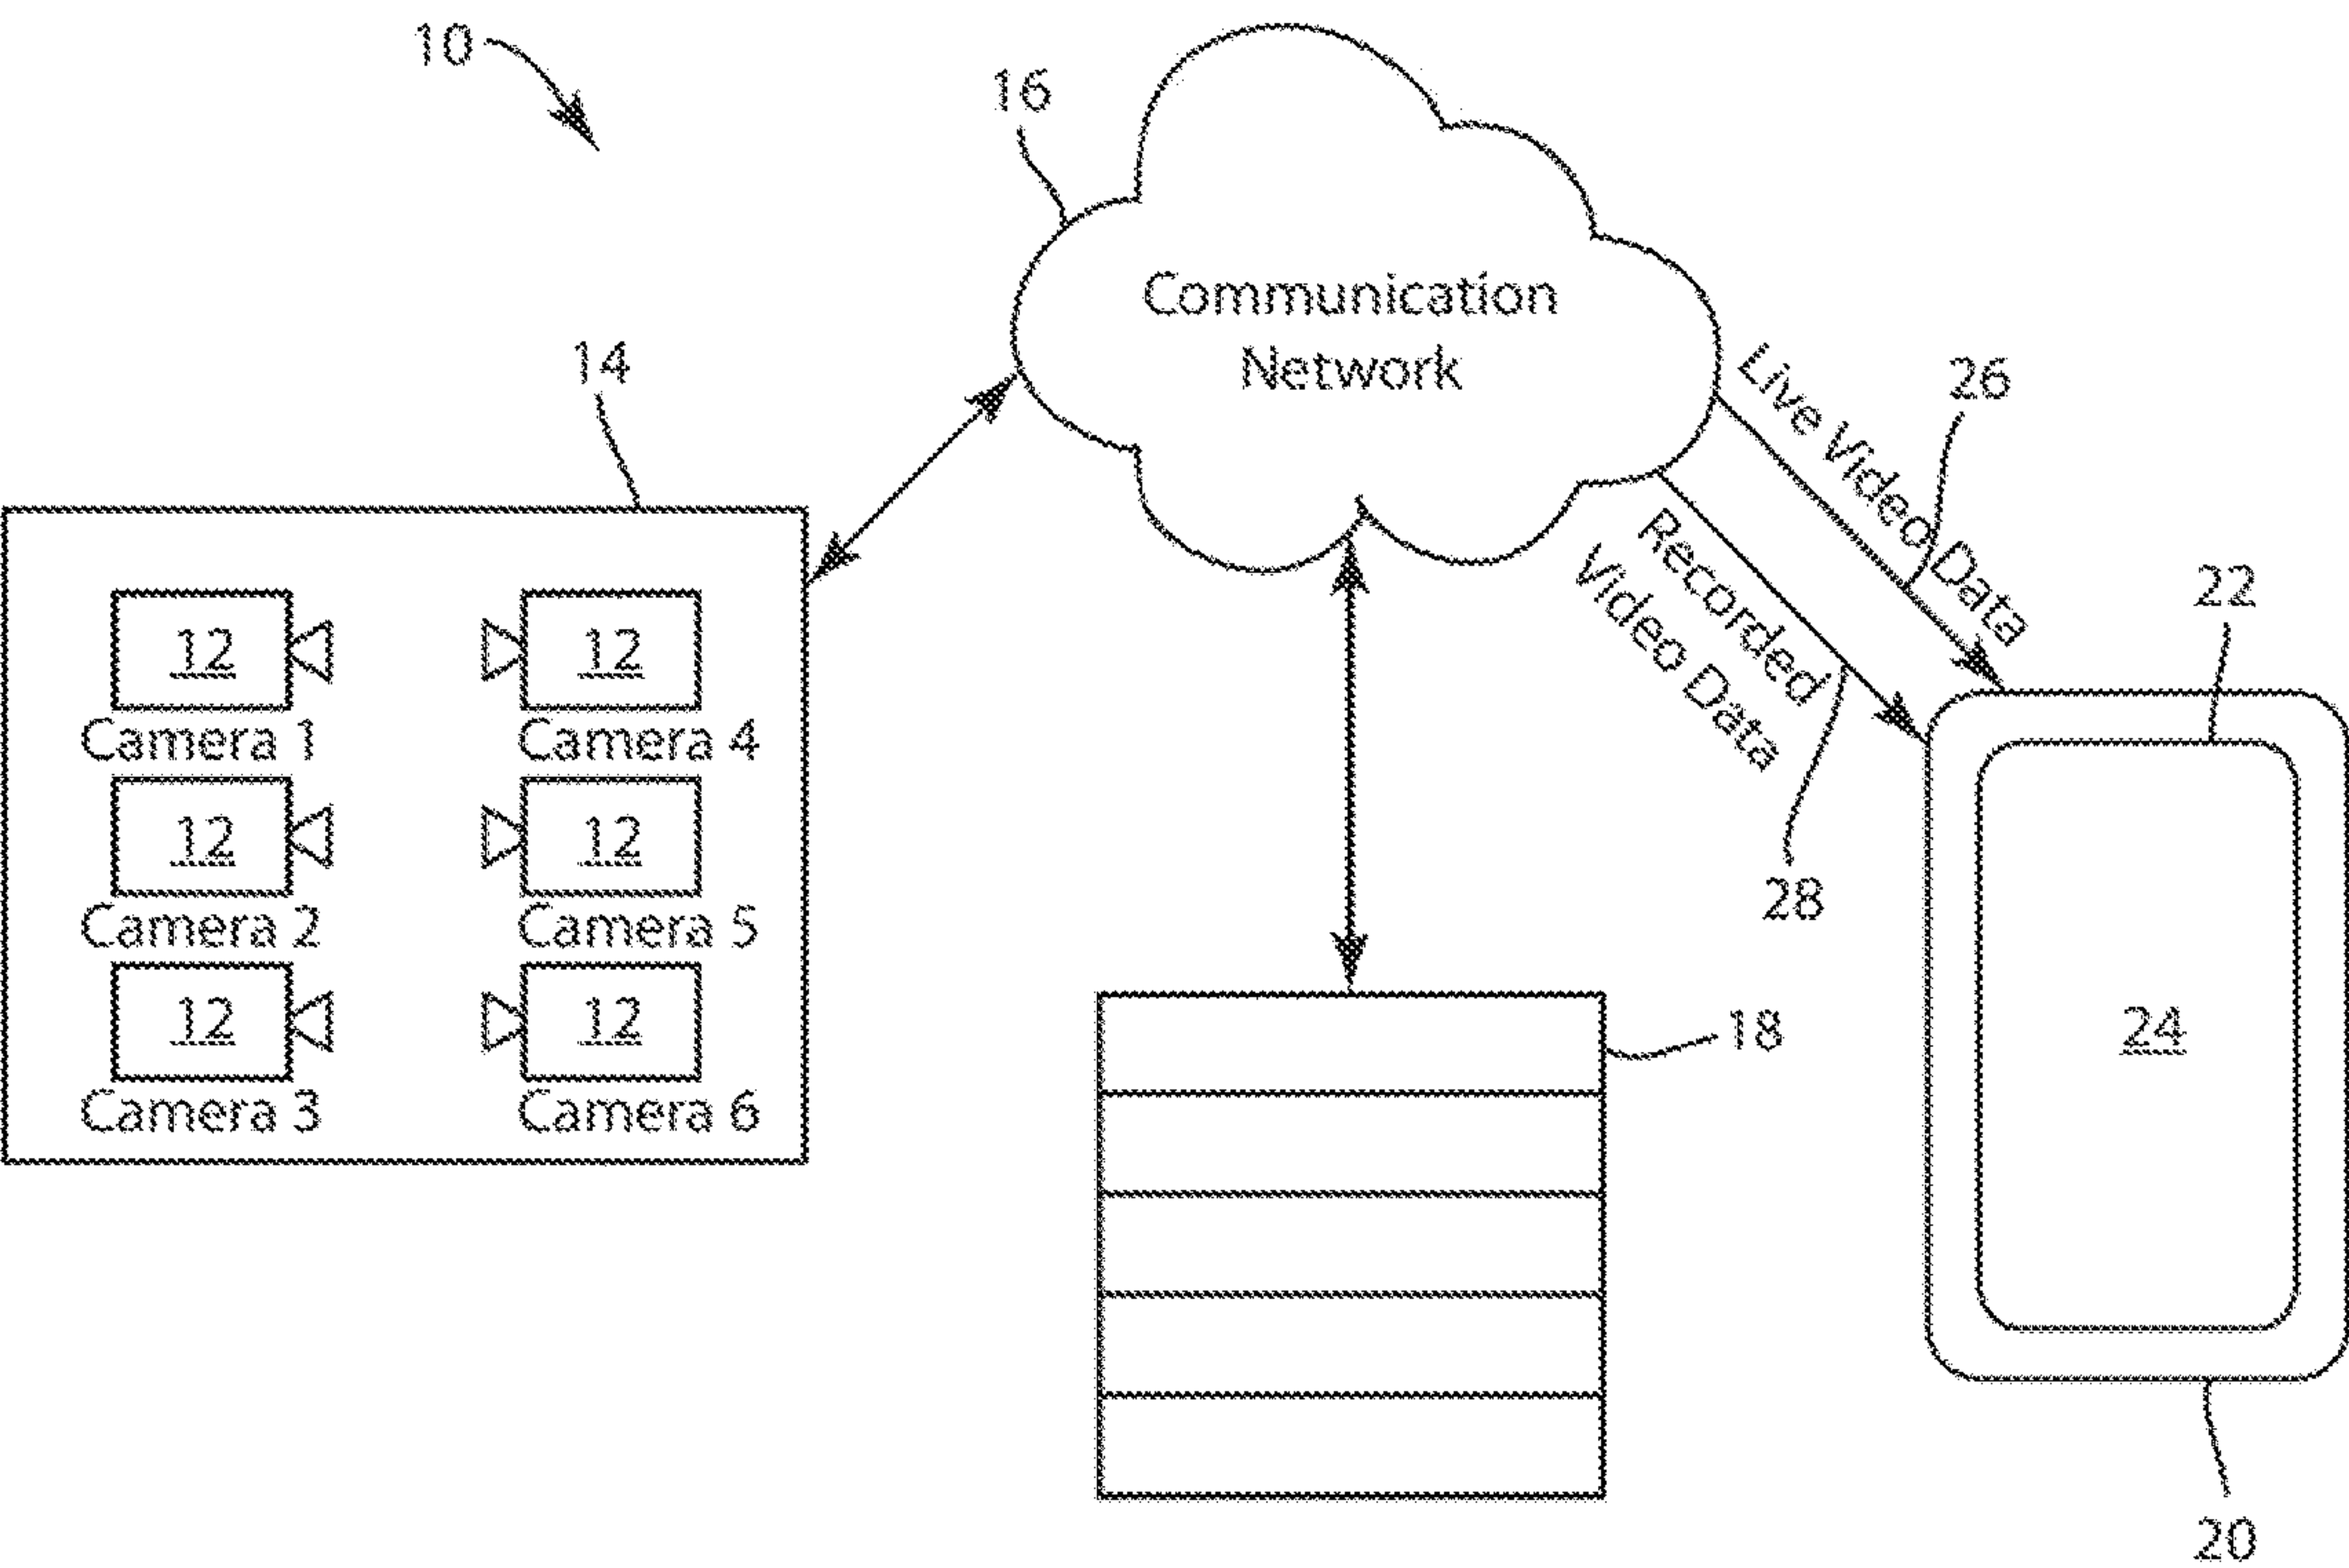 10
16
Communication
Network
14
Live Video Data
26
Recorded
Video Data
22
12
12
Camera 1
Camera 4
12
12
28
Camera 2
Camera 5
12
12
18
24
Camera 3
Camera 6
20